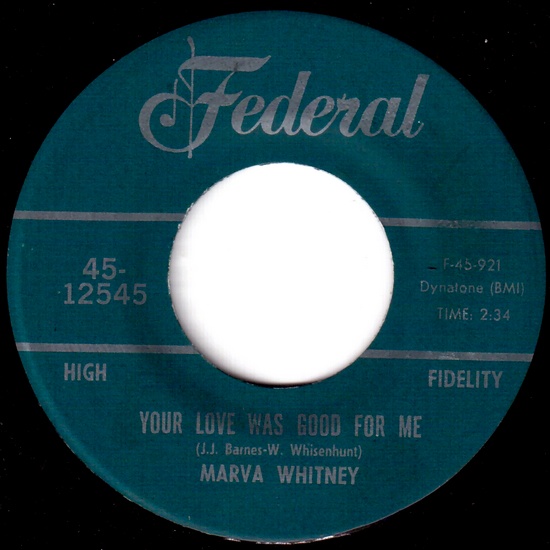 Federal
45-
12545
F-45-921
Dynatone (BMI)
TIME: 2:34
HIGH
FIDELITY
YOUR LOVE WAS GOOD FOR ME
(J.J. Barnes-W. Whisenhunt)
MARVA WHITNEY